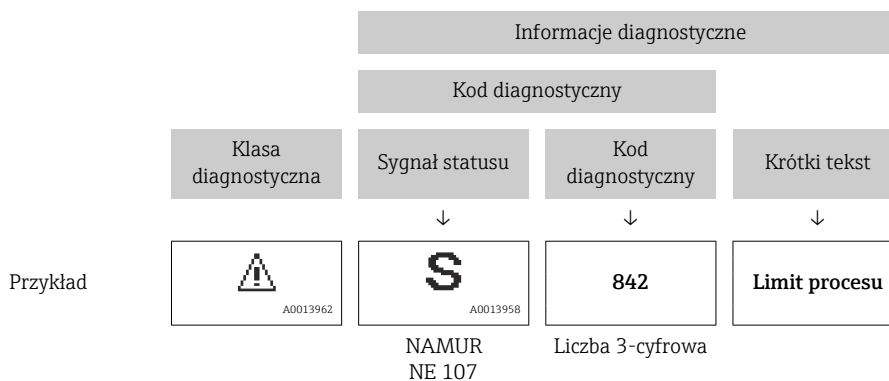 Informacje diagnostyczne
Kod diagnostyczny
Klasa
diagnostyczna
Sygnał statusu
Kod
diagnostyczny
Krótki tekst
↓ ↓ ↓
Przykład
A0013962
S
A0013958
842
Limit procesu
NAMUR
NE 107
Liczba 3-cyfrowa